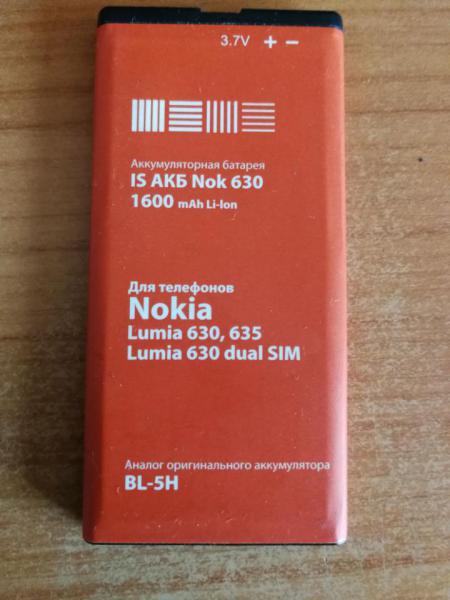 3.7V + −
Аккумуляторная батарея
IS АКБ Nok 630
1600 mAh Li-Ion
Для телефонов
Nokia
Lumia 630, 635
Lumia 630 dual SIM
Аналог оригинального аккумулятора
BL-5H